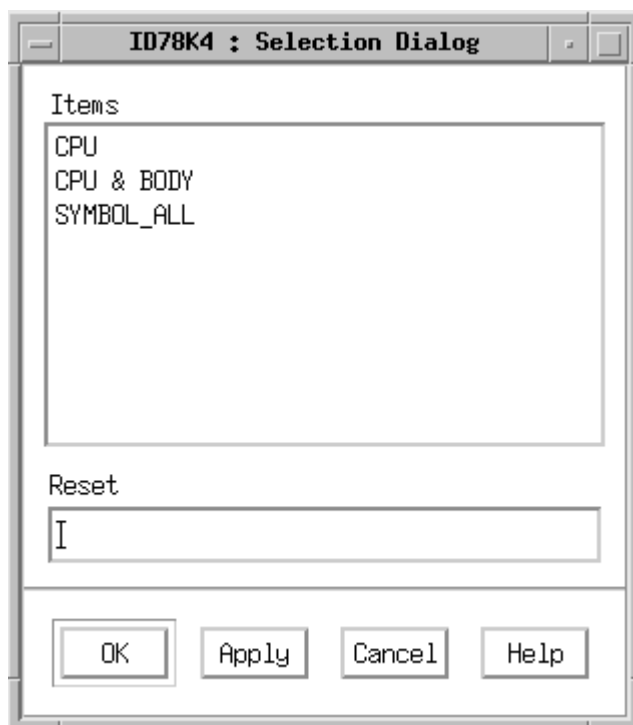 ID78K4 : Selection Dialog
Items
CPU
CPU & BODY
SYMBOL_ALL
Reset
OK Apply Cancel Help